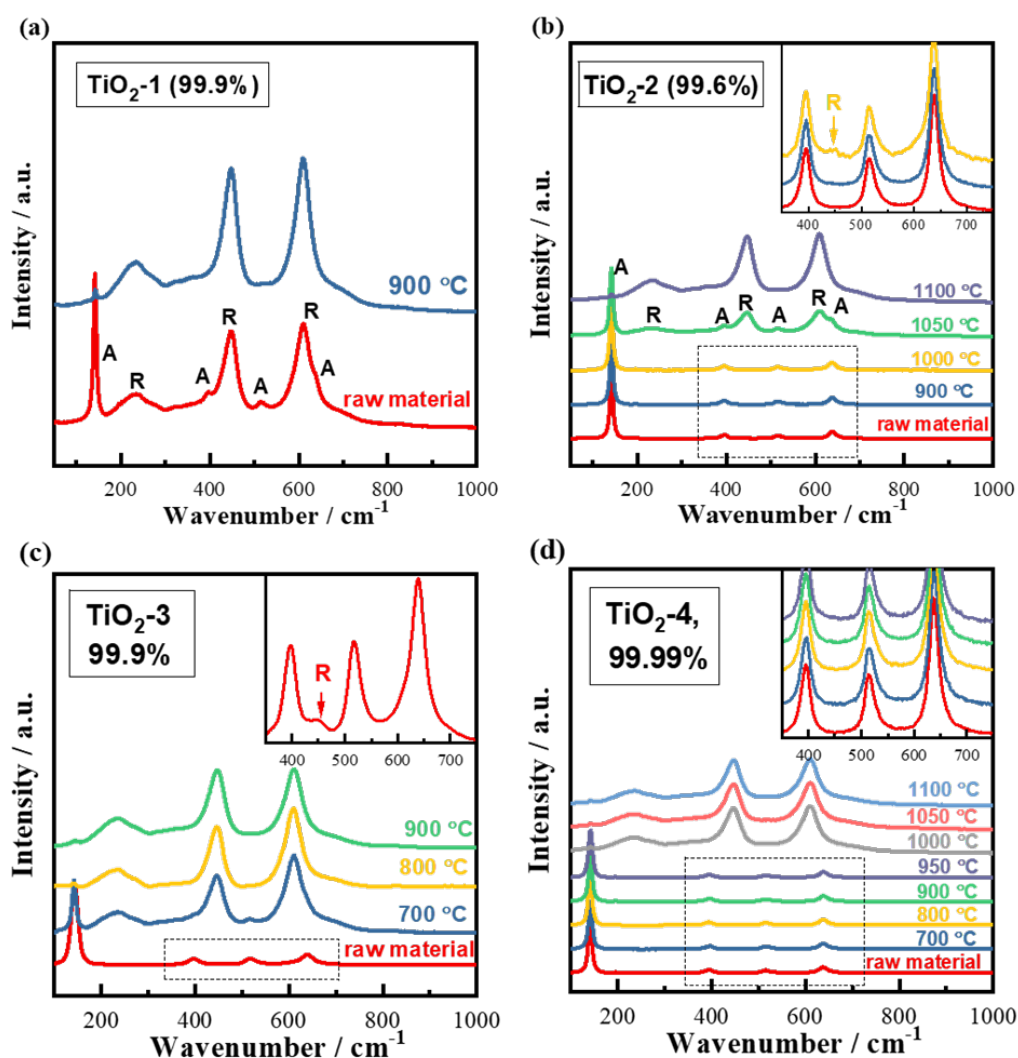 (a)
TiO2-1 (99.9%)
900 °C
A
R
A
R
A
R
A
raw material
Intensity / a.u.
200 400 600 800 1000
Wavenumber / cm-1
(b)
TiO2-2 (99.6%)
R
400 500 600 700
A
1100 °C
R
A
R
A
R
A
1050 °C
1000 °C
900 °C
raw material
Intensity / a.u.
200 400 600 800 1000
Wavenumber / cm-1
(c)
TiO2-3
99.9%
R
400 500 600 700
900 °C
800 °C
700 °C
raw material
Intensity / a.u.
200 400 600 800 1000
Wavenumber / cm-1
(d)
TiO2-4,
99.99%
400 500 600 700
1100 °C
1050 °C
1000 °C
950 °C
900 °C
800 °C
700 °C
raw material
Intensity / a.u.
200 400 600 800 1000
Wavenumber / cm-1